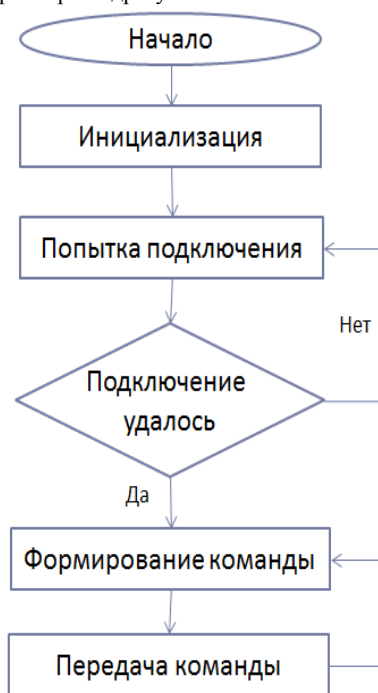 Начало
Инициализация
Попытка подключения
Нет
Подключение
удалось
Да
Формирование команды
Передача команды